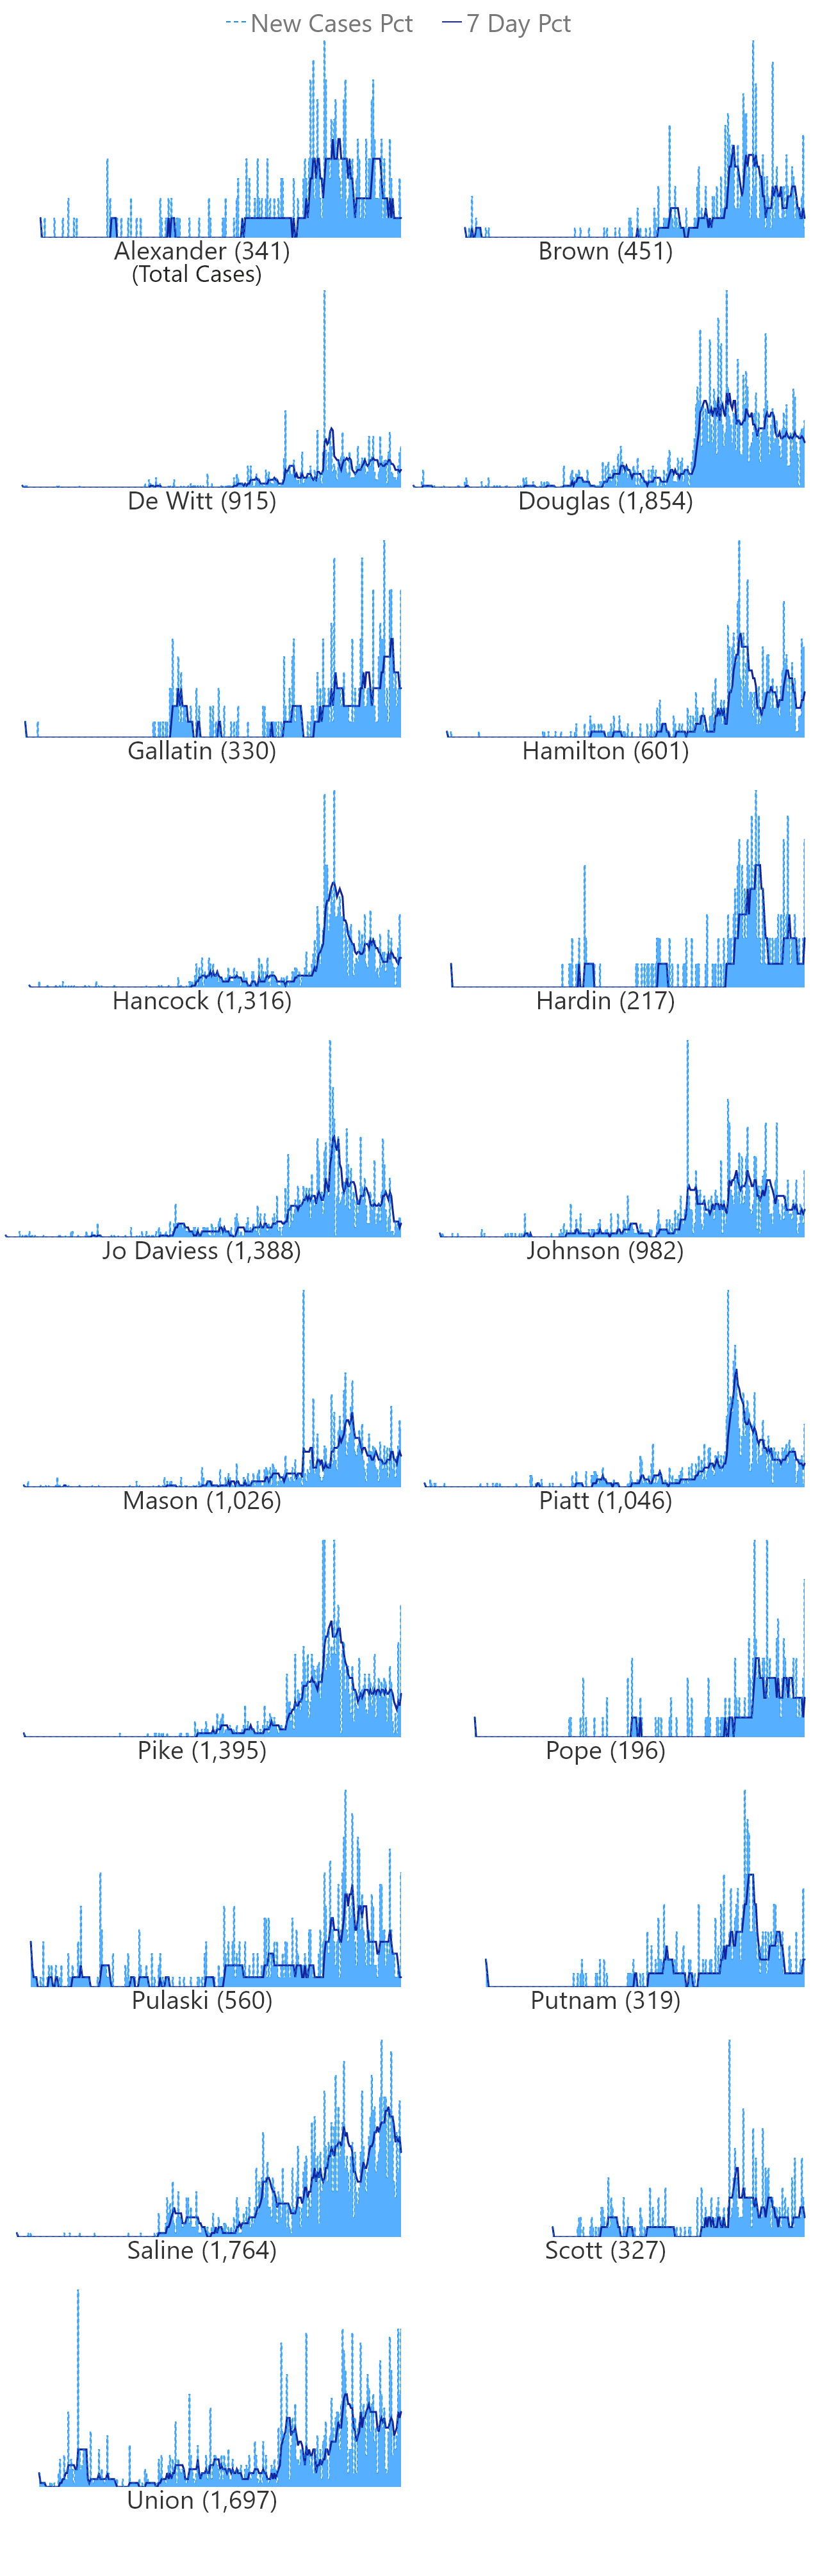 New Cases Pct 7 Day Pct
Alexander (341) Brown (451)
(Total Cases)
De Witt (915) Douglas (1,854)
Gallatin (330) Hamilton (601)
Hancock (1,316) Hardin (217)
Jo Daviess (1,388) Johnson (982)
Mason (1,026) Piatt (1,046)
Pike (1,395) Pope (196)
Pulaski (560) Putnam (319)
Saline (1,764) Scott (327)
Union (1,697)